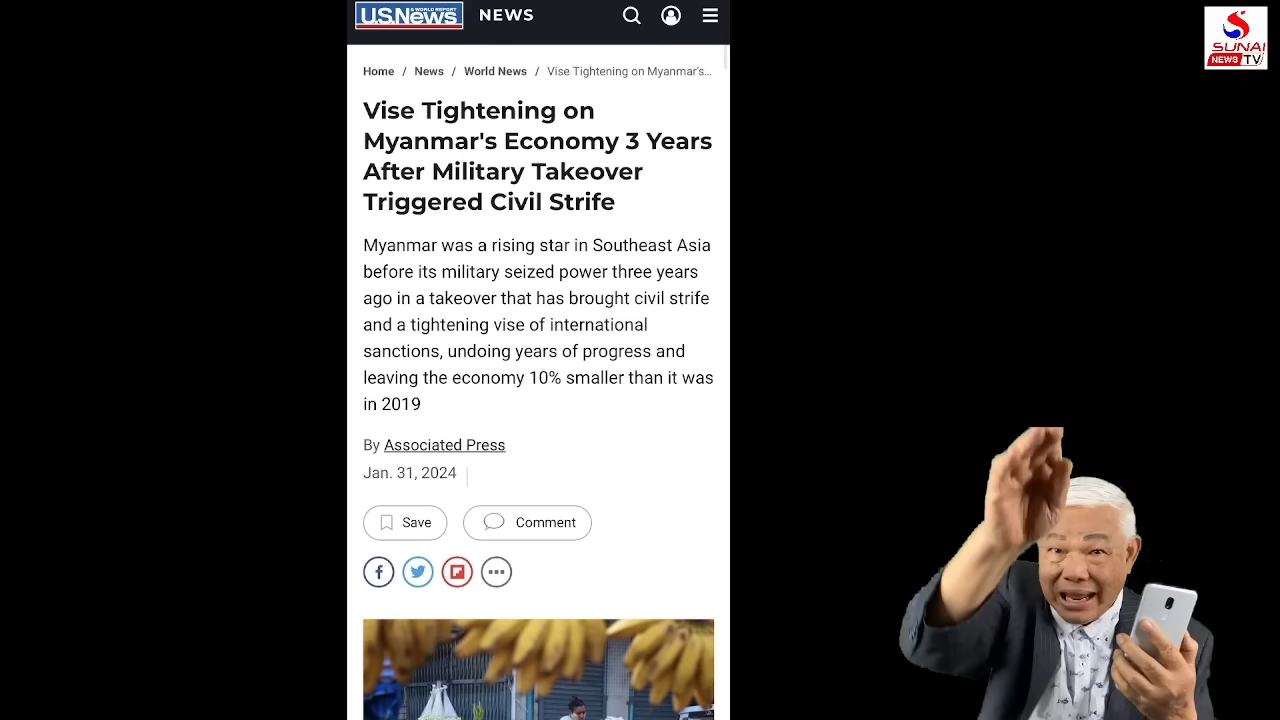 U.S.News
& WORLD REPORT
NEWS
SUNAI
NEWS TV
Home / News / World News / Vise Tightening on Myanmar's...
Vise Tightening on
Myanmar's Economy 3 Years
After Military Takeover
Triggered Civil Strife
Myanmar was a rising star in Southeast Asia
before its military seized power three years
ago in a takeover that has brought civil strife
and a tightening vise of international
sanctions, undoing years of progress and
leaving the economy 10% smaller than it was
in 2019
By Associated Press
Jan. 31, 2024
Save
Comment